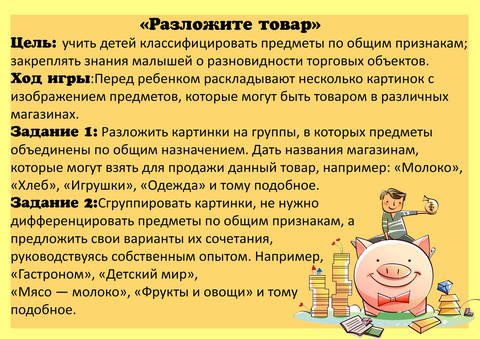 «Разложите товар»
Цель: учить детей классифицировать предметы по общим признакам;
закреплять знания малышей о разновидности торговых объектов.
Ход игры:Перед ребенком раскладывают несколько картинок с
изображением предметов, которые могут быть товаром в различных
магазинах.
Задание 1: Разложить картинки на группы, в которых предметы
объединены по общим назначением. Дать названия магазинам,
которые могут взять для продажи данный товар, например: «Молоко»,
«Хлеб», «Игрушки», «Одежда» и тому подобное.
Задание 2:Сгруппировать картинки, не нужно
дифференцировать предметы по общим признакам, а
предложить свои варианты их сочетания,
руководствуясь собственным опытом. Например,
«Гастроном», «Детский мир»,
«Мясо — молоко», «Фрукты и овощи» и тому
подобное.